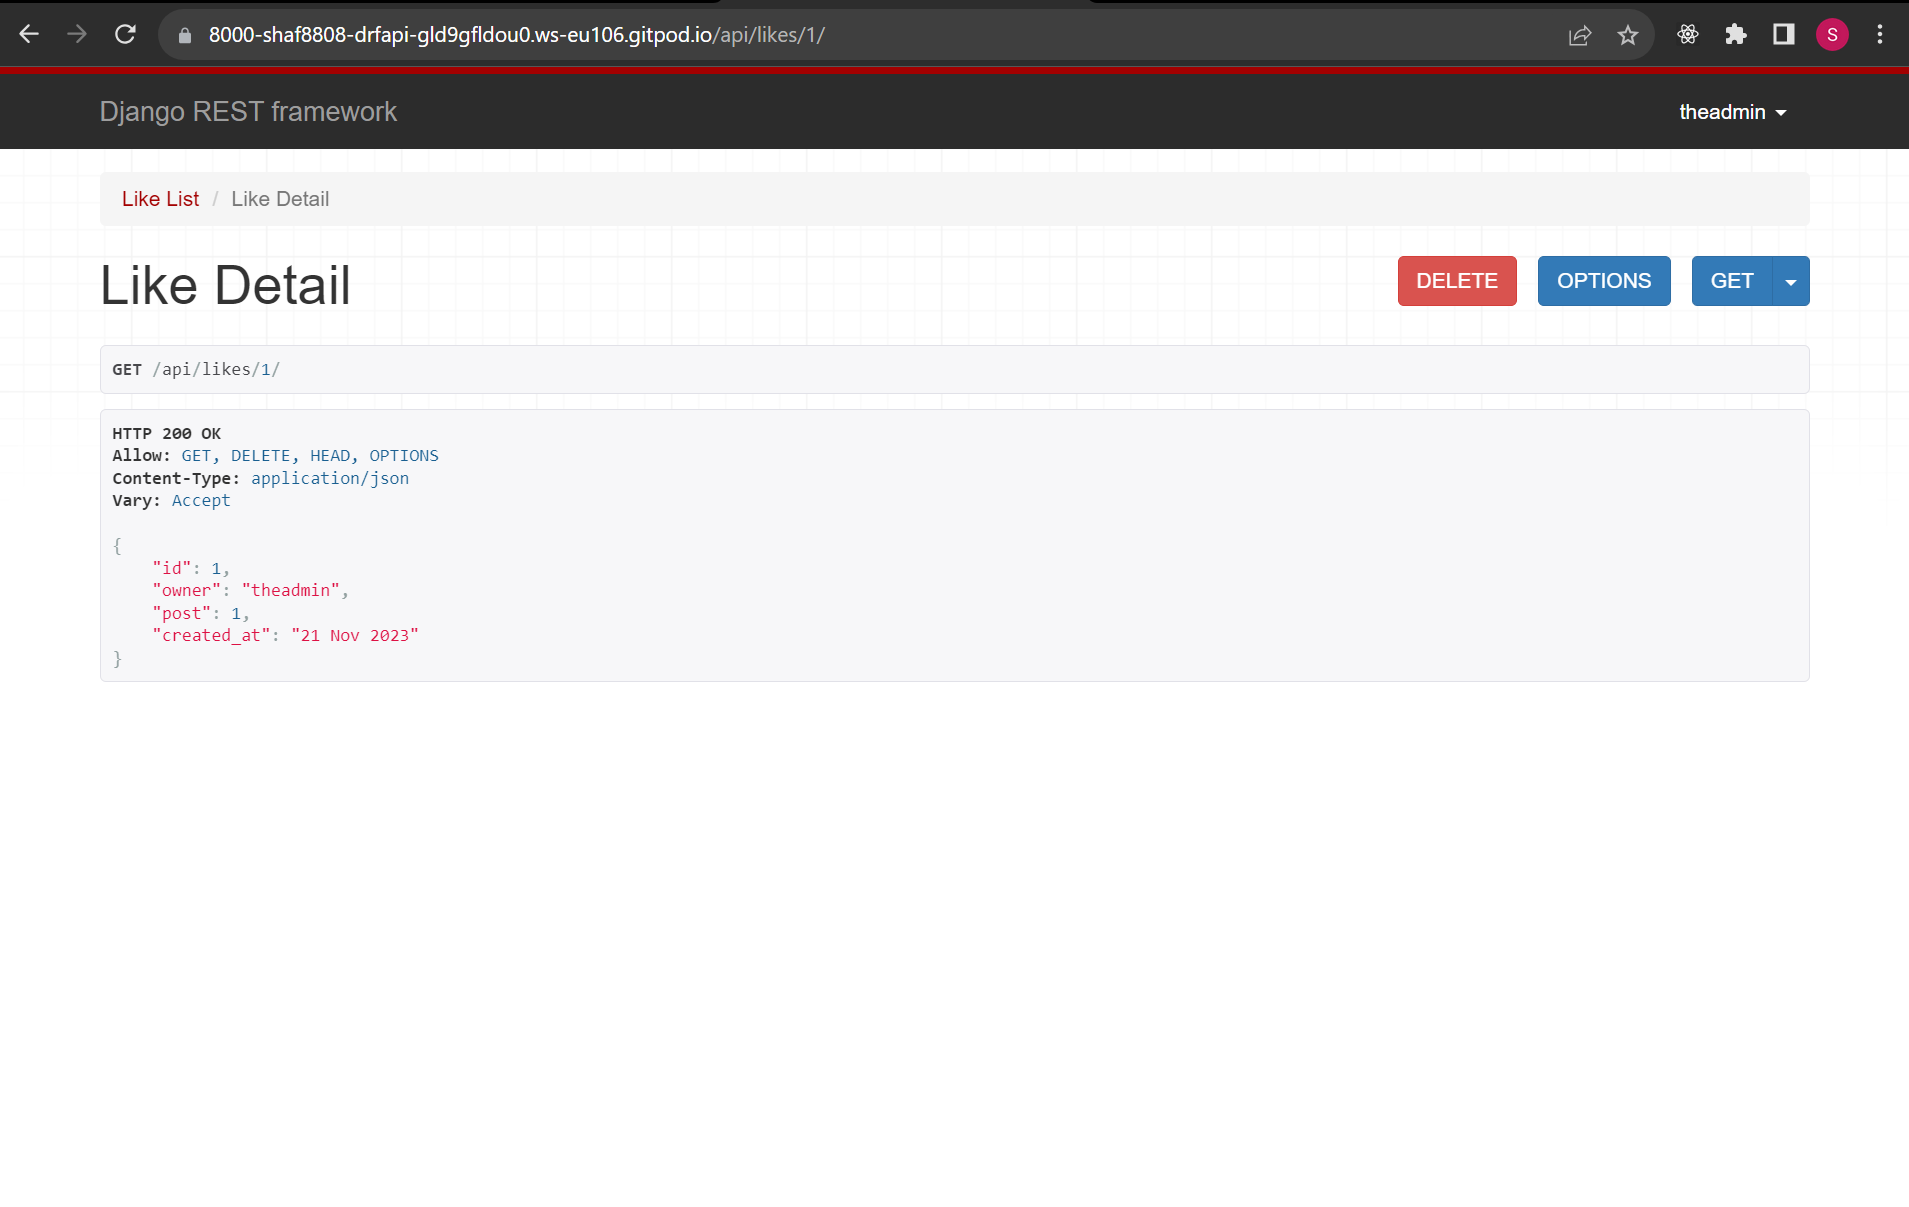 8000-shaf8808-drfapi-gld9gfldou0.ws-eu106.gitpod.io/api/likes/1/
S
Django REST framework
theadmin
Like List / Like Detail
Like Detail
DELETE
OPTIONS
GET
GET /api/likes/1/
HTTP 200 OK
Allow: GET, DELETE, HEAD, OPTIONS
Content-Type: application/json
Vary: Accept
{
    "id": 1,
    "owner": "theadmin",
    "post": 1,
    "created_at": "21 Nov 2023"
}